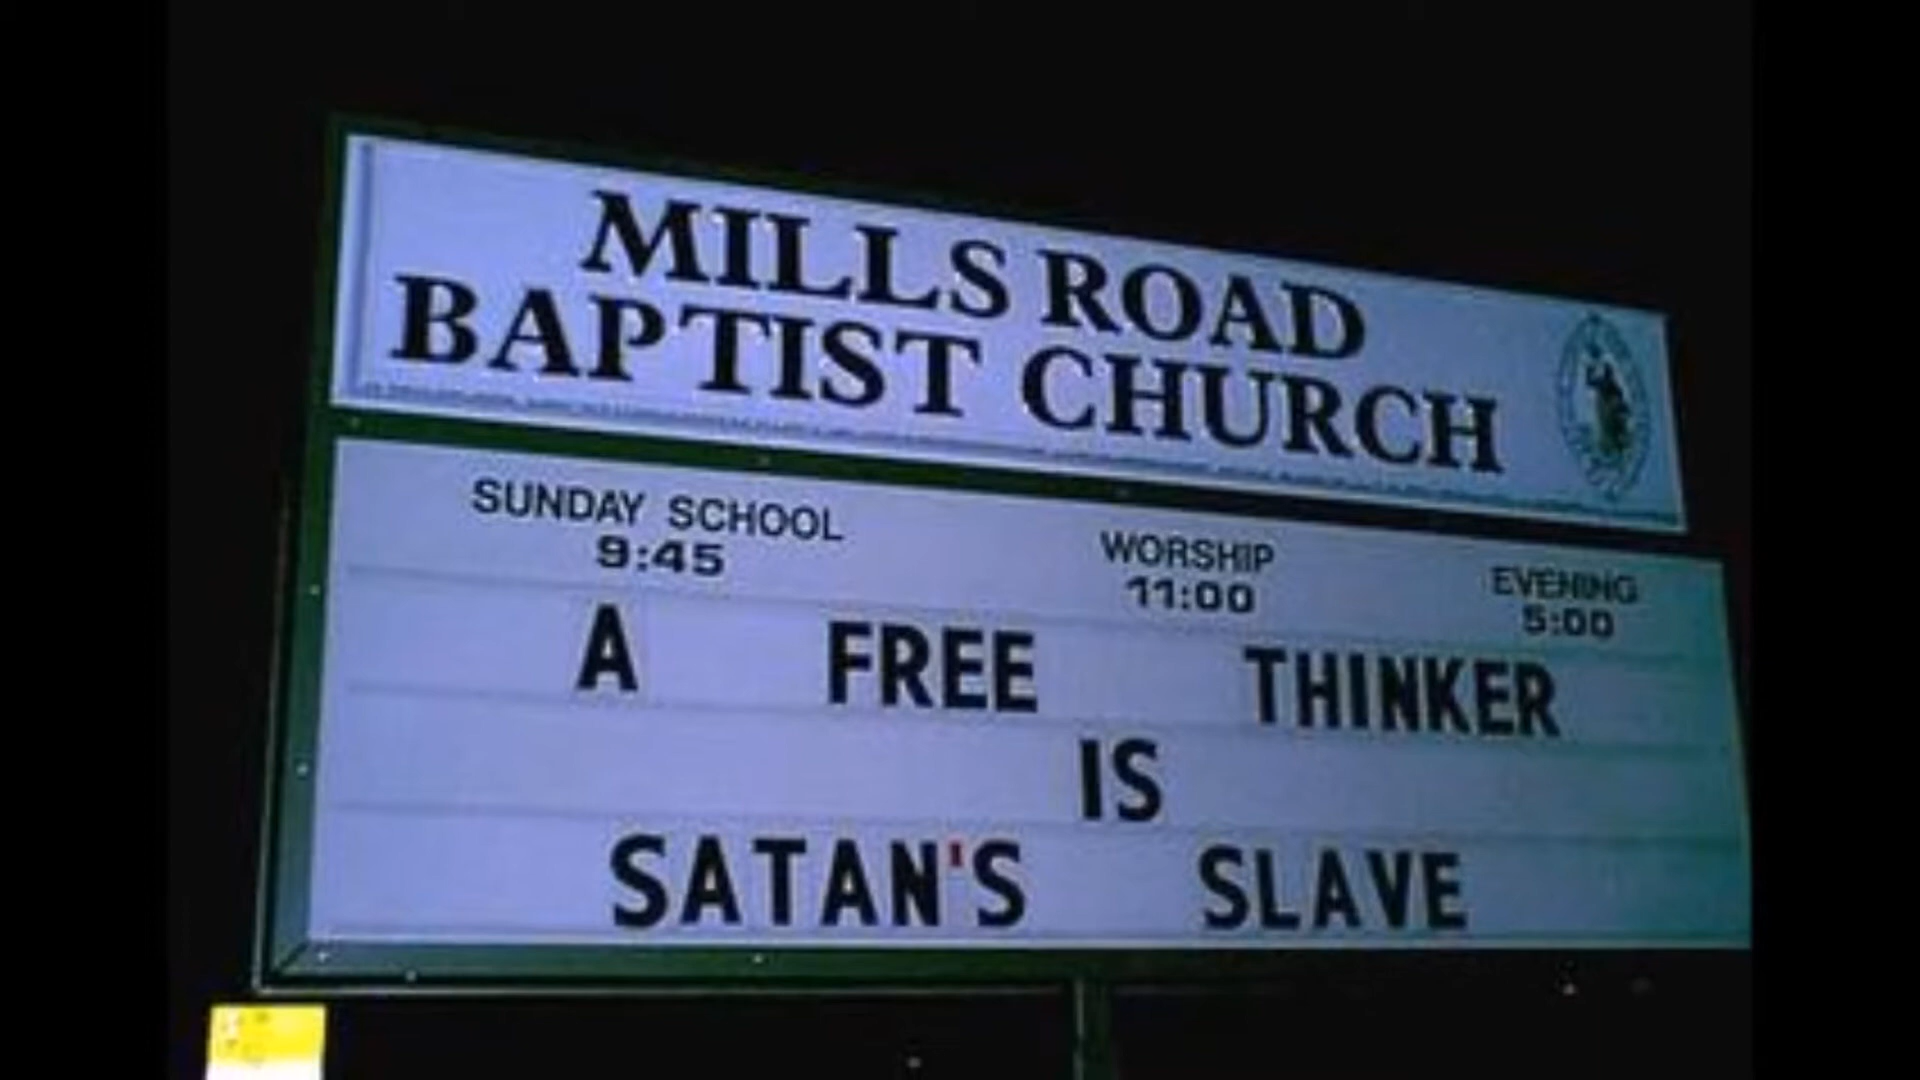 MILLS ROAD
BAPTIST CHURCH
SUNDAY SCHOOL
9:45
WORSHIP
11:00
EVENING
5:00
A FREE THINKER
IS
SATAN'S SLAVE